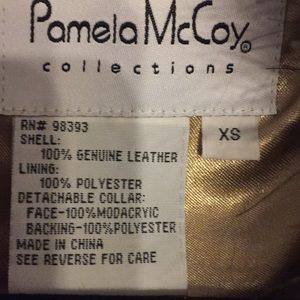 Pamela McCoy®
collections
RN# 98393
SHELL:
100% GENUINE LEATHER
LINING:
100% POLYESTER
DETACHABLE COLLAR:
FACE-100%MODACRYIC
BACKING-100%POLYESTER
MADE IN CHINA
SEE REVERSE FOR CARE
XS